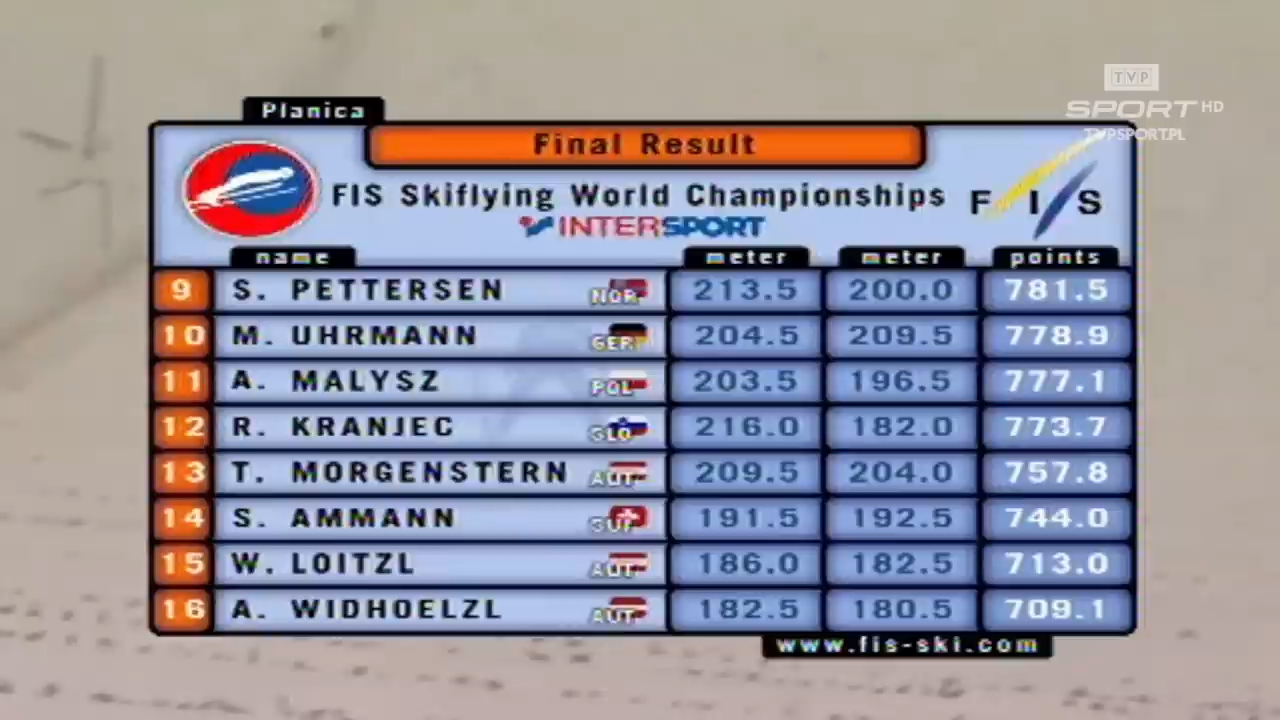 TVP
SPORT HD
TVPSPORT.PL
Planica
Final Result
FIS Skiflying World Championships
FIS
INTERSPORT
name meter meter points
9 S. PETTERSEN NOR 213.5 200.0 781.5
10 M. UHRMANN GER 204.5 209.5 778.9
11 A. MALYSZ POL 203.5 196.5 777.1
12 R. KRANJEC SLO 216.0 182.0 773.7
13 T. MORGENSTERN AUT 209.5 204.0 757.8
14 S. AMMANN SUI 191.5 192.5 744.0
15 W. LOITZL AUT 186.0 182.5 713.0
16 A. WIDHOELZL AUT 182.5 180.5 709.1
www.fis-ski.com